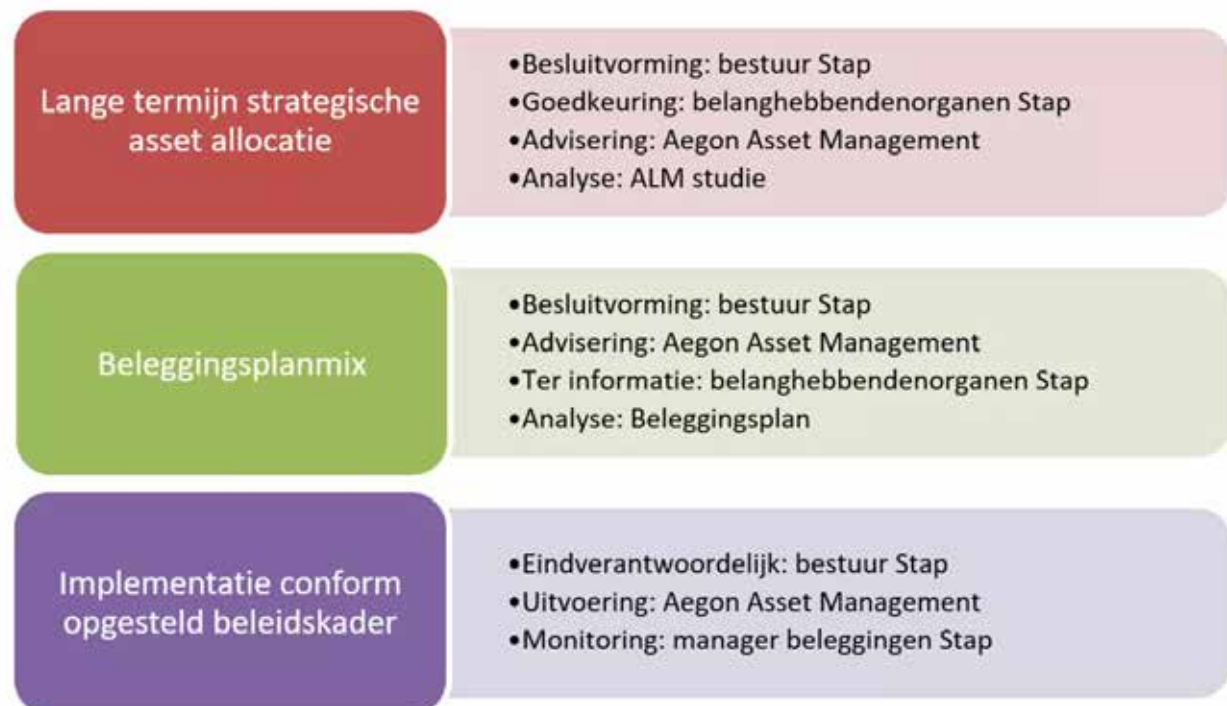 Lange termijn strategische
asset allocatie
•Besluitvorming: bestuur Stap
•Goedkeuring: belanghebbendenorganen Stap
•Advisering: Aegon Asset Management
•Analyse: ALM studie
Beleggingsplanmix
•Besluitvorming: bestuur Stap
•Advisering: Aegon Asset Management
•Ter informatie: belanghebbendenorganen Stap
•Analyse: Beleggingsplan
Implementatie conform
opgesteld beleidskader
•Eindverantwoordelijk: bestuur Stap
•Uitvoering: Aegon Asset Management
•Monitoring: manager beleggingen Stap